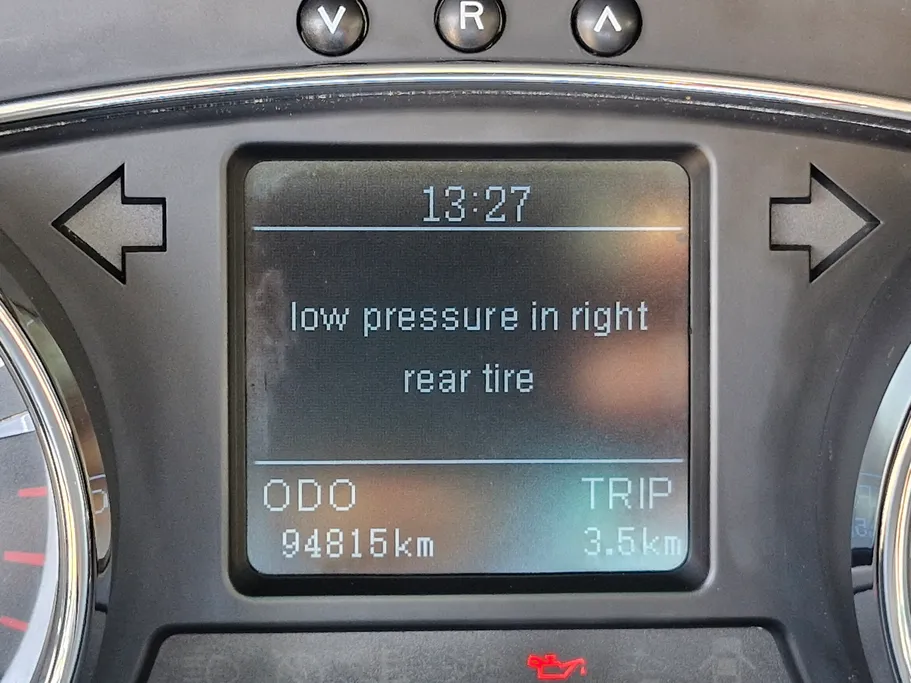 V R Λ
13:27
low pressure in right
rear tire
ODO TRIP
94815km 3.5km